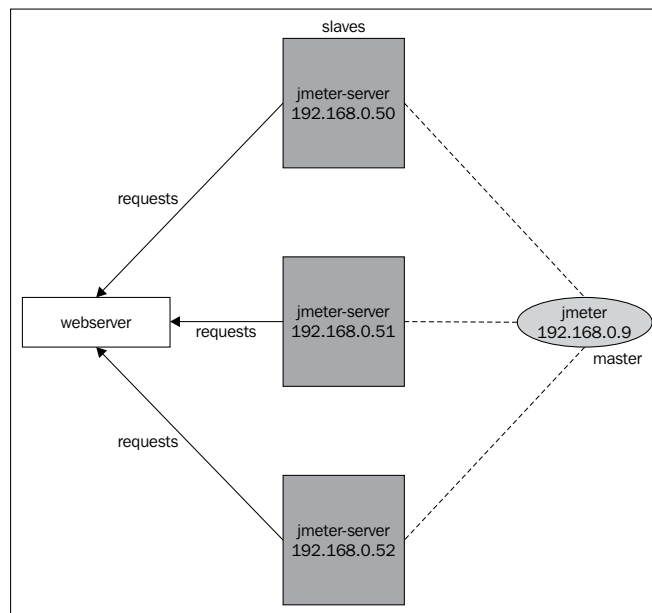 slaves
jmeter-server
192.168.0.50
requests
webserver
requests
jmeter-server
192.168.0.51
jmeter
192.168.0.9
master
requests
jmeter-server
192.168.0.52